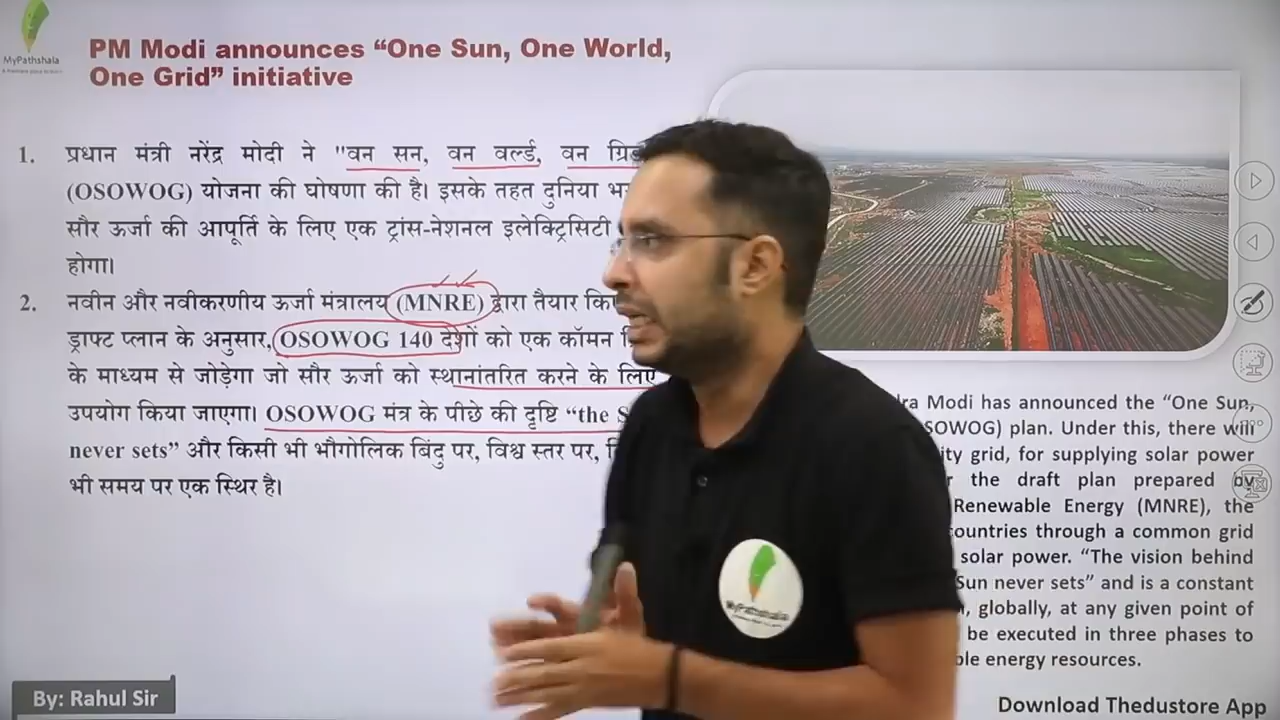 MyPathshala
PM Modi announces “One Sun, One World,
One Grid” initiative
1. प्रधान मंत्री नरेंद्र मोदी ने "वन सन, वन वर्ल्ड, वन
(OSOWOG) योजना की घोषणा की है। इसके तहत दुनिया
सौर ऊर्जा की आपूर्ति के लिए एक ट्रांस-नेशनल इलेक्ट्रिसिटी
होगा।
2. नवीन और नवीकरणीय ऊर्जा मंत्रालय (MNRE) द्वारा तैयार
ड्राफ्ट प्लान के अनुसार, OSOWOG 140 देशों को एक कॉमन
के माध्यम से जोड़ेगा जो सौर ऊर्जा को स्थानांतरित करने के लिए
उपयोग किया जाएगा। OSOWOG मंत्र के पीछे की दृष्टि “the
never sets” और किसी भी भौगोलिक बिंदु पर, विश्व स्तर पर,
भी समय पर एक स्थिर है।
Modi has announced the “One Sun,
plan. Under this, there will
grid, for supplying solar power
the draft plan prepared by
Renewable Energy (MNRE), the
countries through a common grid
solar power. “The vision behind
Sun never sets” and is a constant
globally, at any given point of
be executed in three phases to
energy resources.
MyPathshala
By: Rahul Sir
Download Thedustore App